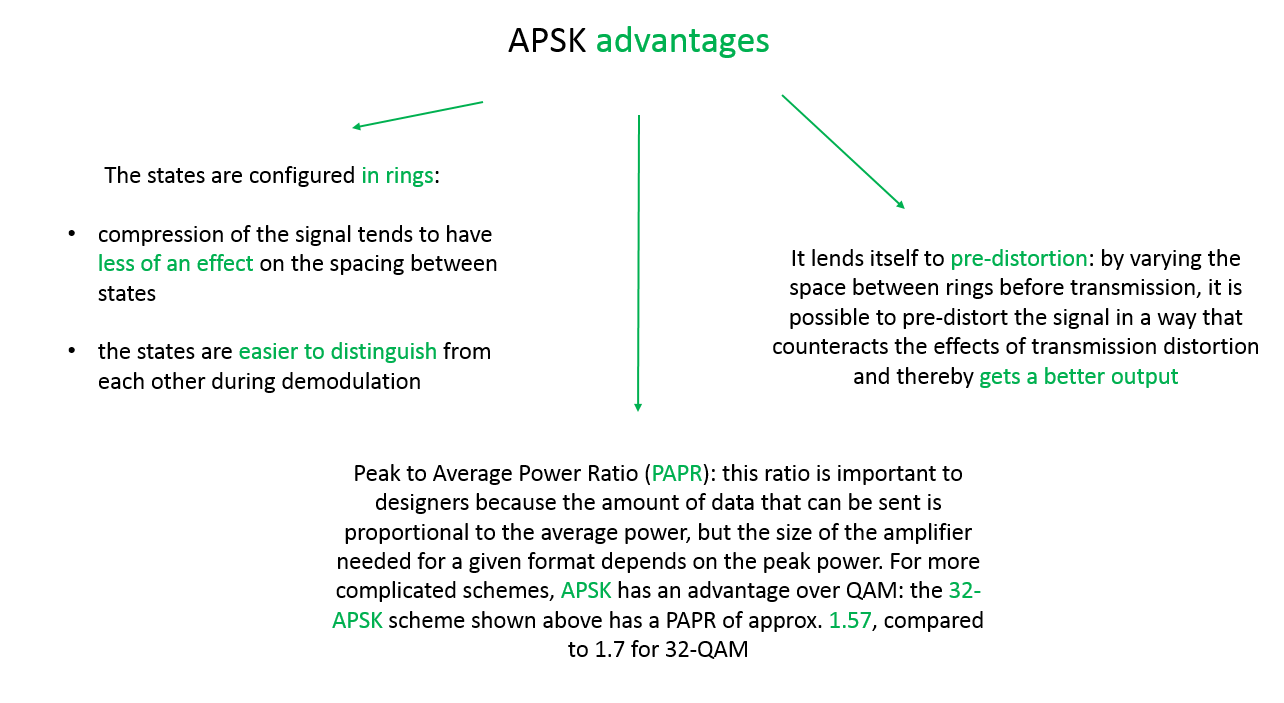 APSK advantages
The states are configured in rings:
• compression of the signal tends to have
less of an effect on the spacing between
states
• the states are easier to distinguish from
each other during demodulation
It lends itself to pre-distortion: by varying the
space between rings before transmission, it is
possible to pre-distort the signal in a way that
counteracts the effects of transmission distortion
and thereby gets a better output
Peak to Average Power Ratio (PAPR): this ratio is important to
designers because the amount of data that can be sent is
proportional to the average power, but the size of the amplifier
needed for a given format depends on the peak power. For more
complicated schemes, APSK has an advantage over QAM: the 32-
APSK scheme shown above has a PAPR of approx. 1.57, compared
to 1.7 for 32-QAM